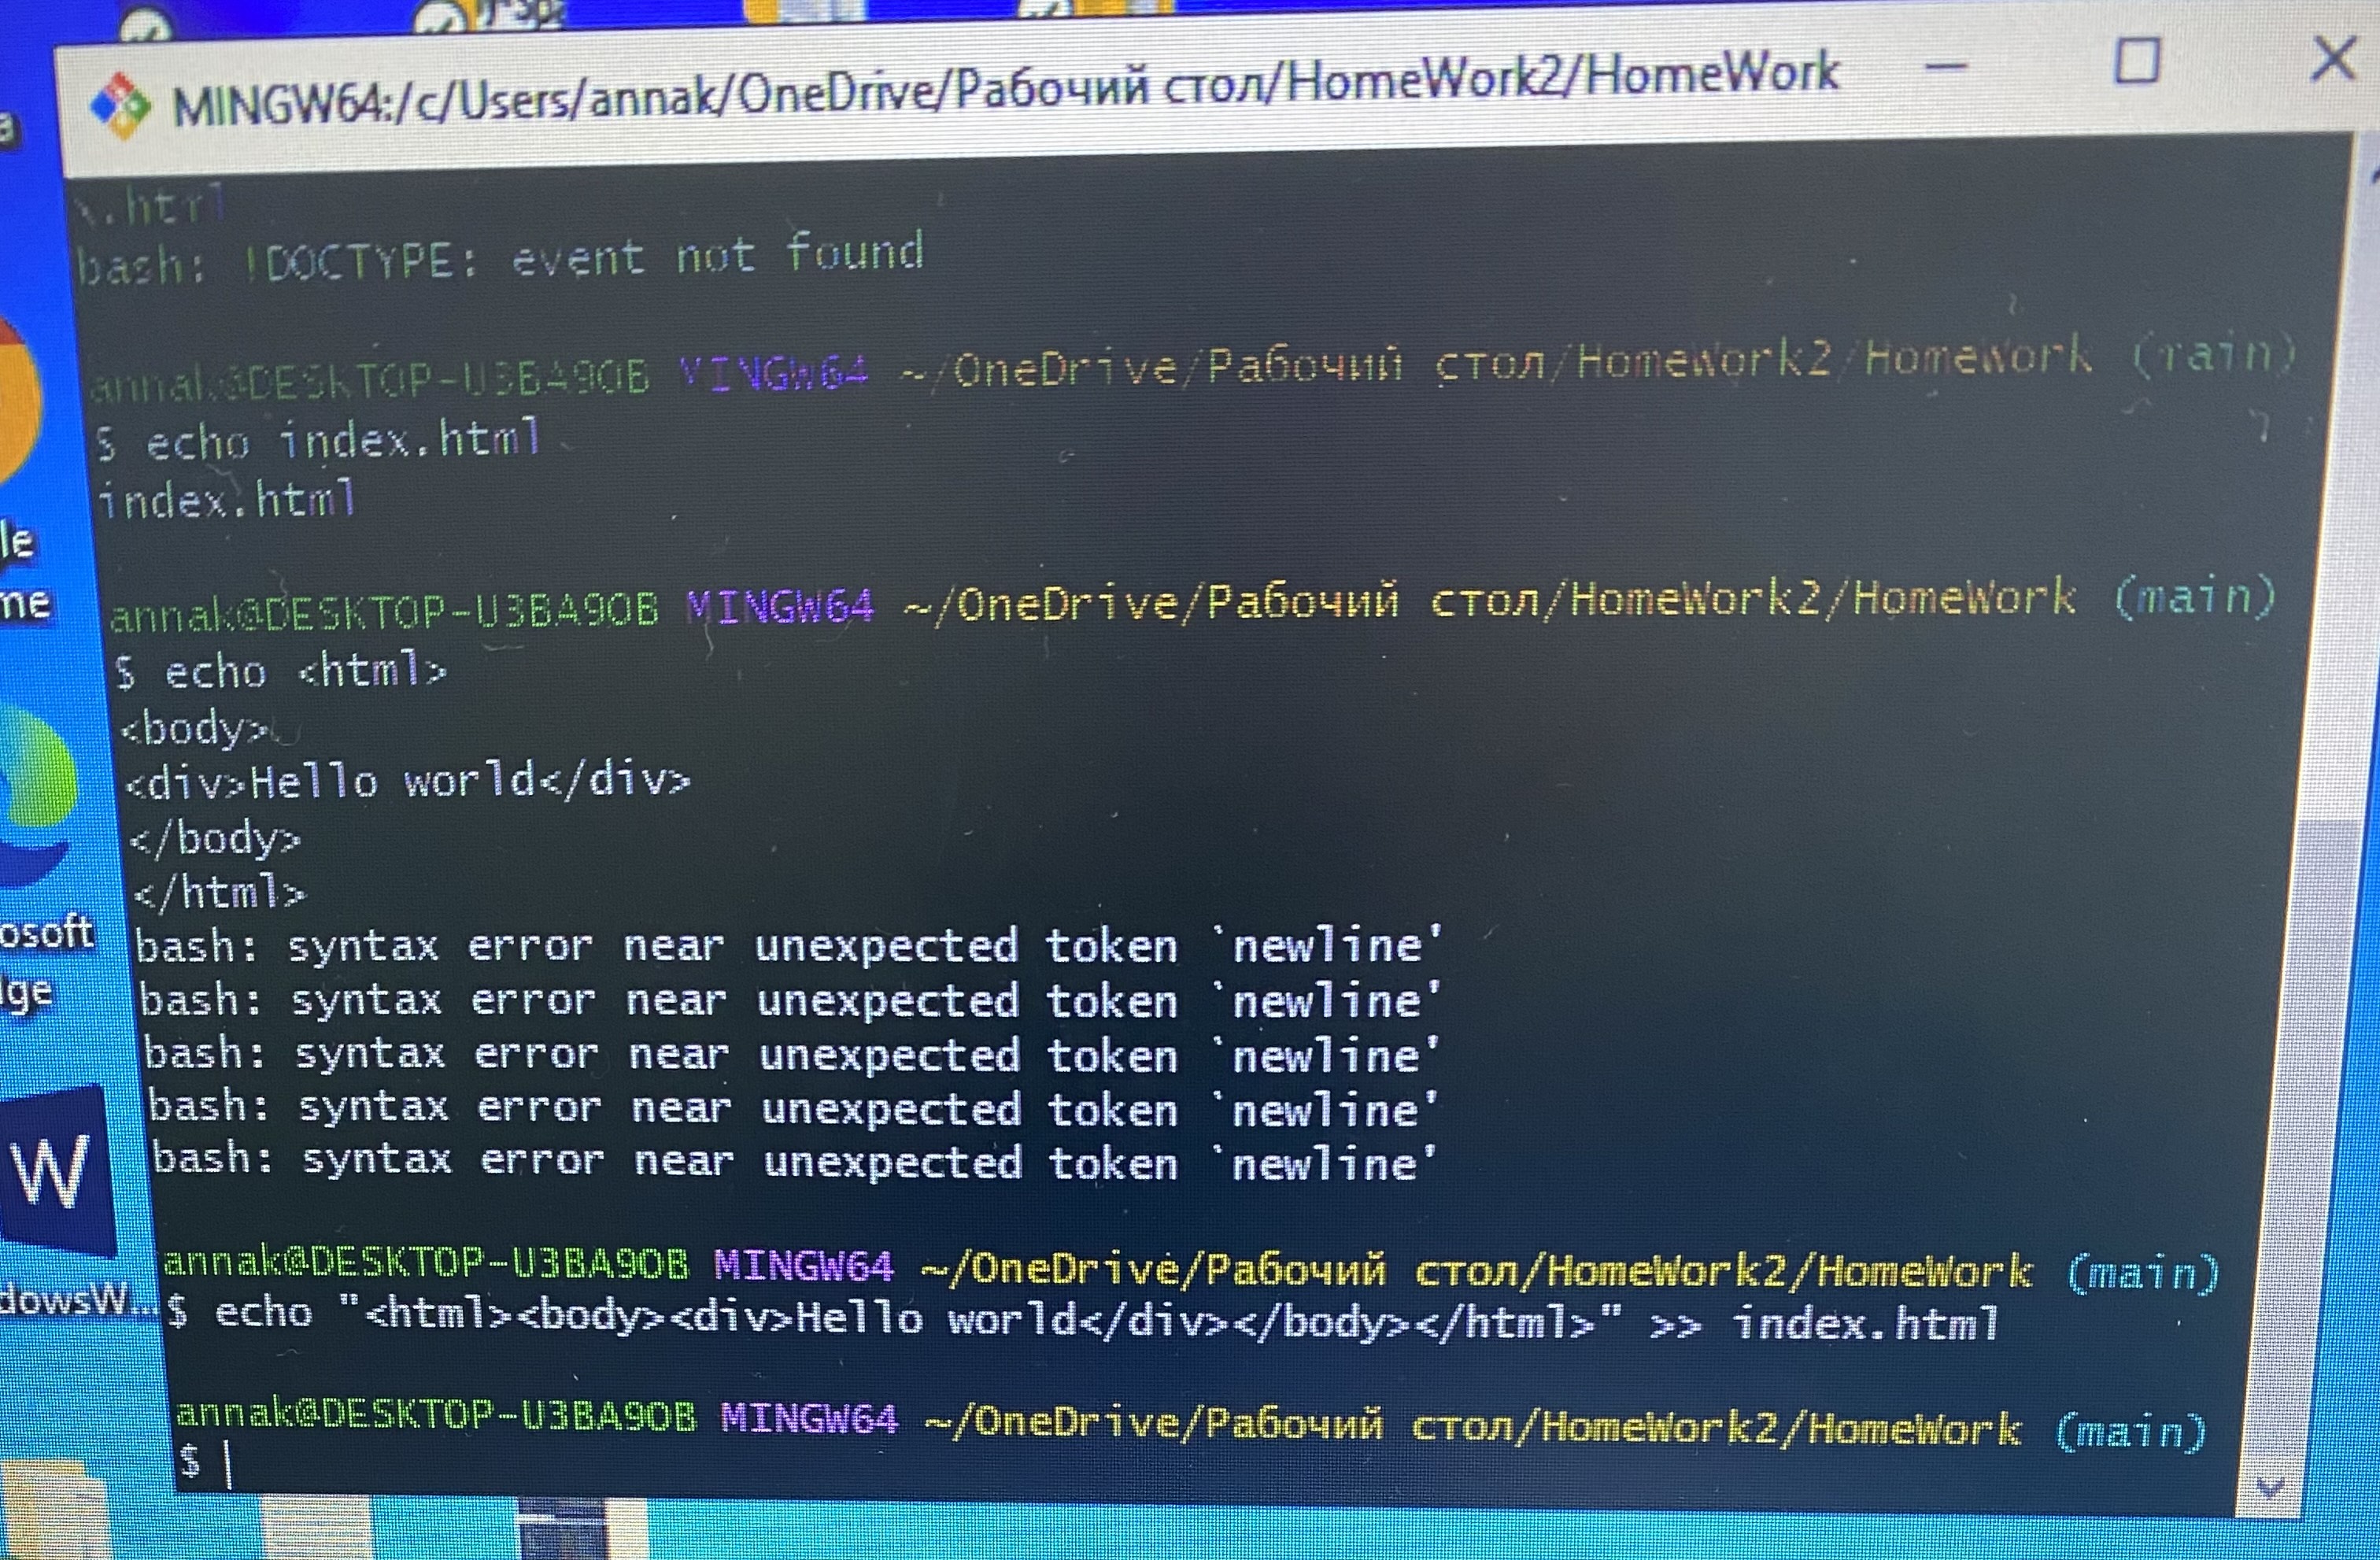 MINGW64:/c/Users/annak/OneDrive/Рабочий стол/HomeWork2/HomeWork
bash: !DOCTYPE: event not found
annak@DESKTOP-U3BA9OB MINGW64 ~/OneDrive/Рабочий стол/HomeWork2/HomeWork (main)
$ echo index.html
index.html
annak@DESKTOP-U3BA9OB MINGW64 ~/OneDrive/Рабочий стол/HomeWork2/HomeWork (main)
$ echo <html>
<body>
<div>Hello world</div>
</body>
</html>
bash: syntax error near unexpected token `newline'
bash: syntax error near unexpected token `newline'
bash: syntax error near unexpected token `newline'
bash: syntax error near unexpected token `newline'
bash: syntax error near unexpected token `newline'
annak@DESKTOP-U3BA9OB MINGW64 ~/OneDrive/Рабочий стол/HomeWork2/HomeWork (main)
$ echo "<html><body><div>Hello world</div></body></html>" >> index.html
annak@DESKTOP-U3BA9OB MINGW64 ~/OneDrive/Рабочий стол/HomeWork2/HomeWork (main)
$
le
me
osoft
dge
W
dowsW...